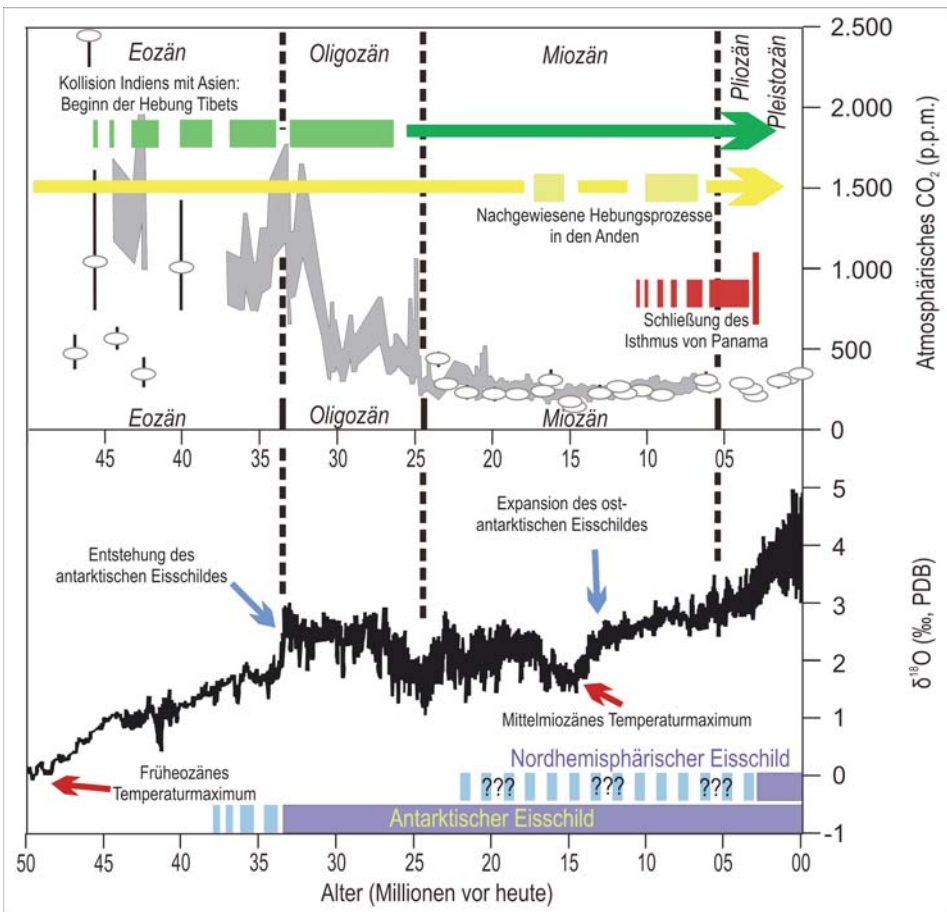 Eozän
Oligozän
Miozän
Pliozän
Pleistozän
Kollision Indiens mit Asien:
Beginn der Hebung Tibets
Nachgewiesene Hebungsprozesse
in den Anden
Schließung des
Isthmus von Panama
Eozän
Oligozän
Miozän
2.500
2.000
1.500
1.000
500
0
Atmosphärisches CO2 (p.p.m.)
45 40 35 30 25 20 15 10 05
Expansion des ost-
antarktischen Eisschildes
Entstehung des
antarktischen Eisschildes
Mittelmiozänes Temperaturmaximum
Früheozänes
Temperaturmaximum
Nordhemisphärischer Eisschild
??? ??? ???
Antarktischer Eisschild
5
4
3
2
1
0
-1
δ18O (‰, PDB)
50 45 40 35 30 25 20 15 10 05 00
Alter (Millionen vor heute)